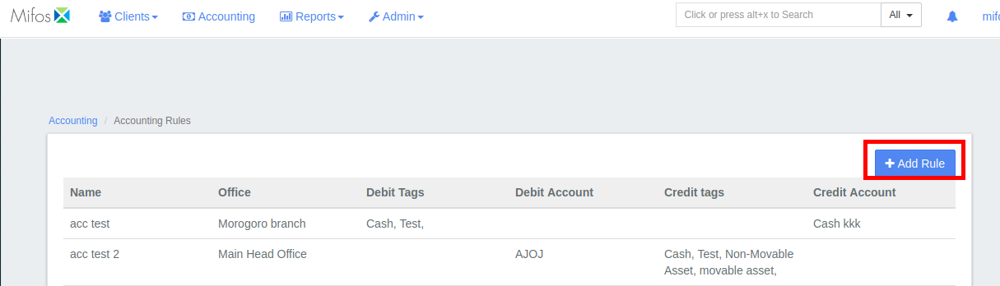 Mifos Clients Accounting Reports Admin Click or press alt+x to Search All
Accounting / Accounting Rules
Add Rule
Name Office Debit Tags Debit Account Credit tags Credit Account
acc test Morogoro branch Cash, Test, Cash kkk
acc test 2 Main Head Office AJOJ Cash, Test, Non-Movable
Asset, movable asset,